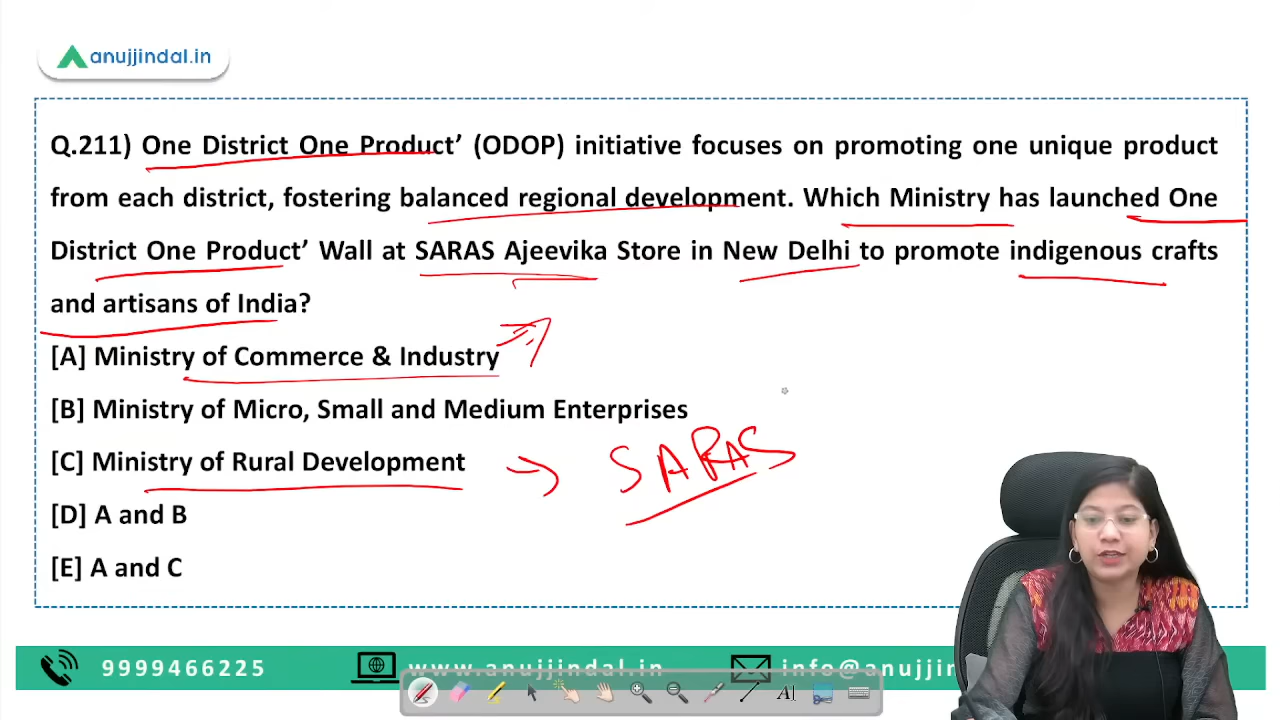 anujjindal.in
Q.211) One District One Product’ (ODOP) initiative focuses on promoting one unique product
from each district, fostering balanced regional development. Which Ministry has launched One
District One Product’ Wall at SARAS Ajeevika Store in New Delhi to promote indigenous crafts
and artisans of India?
[A] Ministry of Commerce & Industry
[B] Ministry of Micro, Small and Medium Enterprises
SARAS
[C] Ministry of Rural Development
[D] A and B
[E] A and C
9999466225 www.anujjindal.in info@anujjin
AI